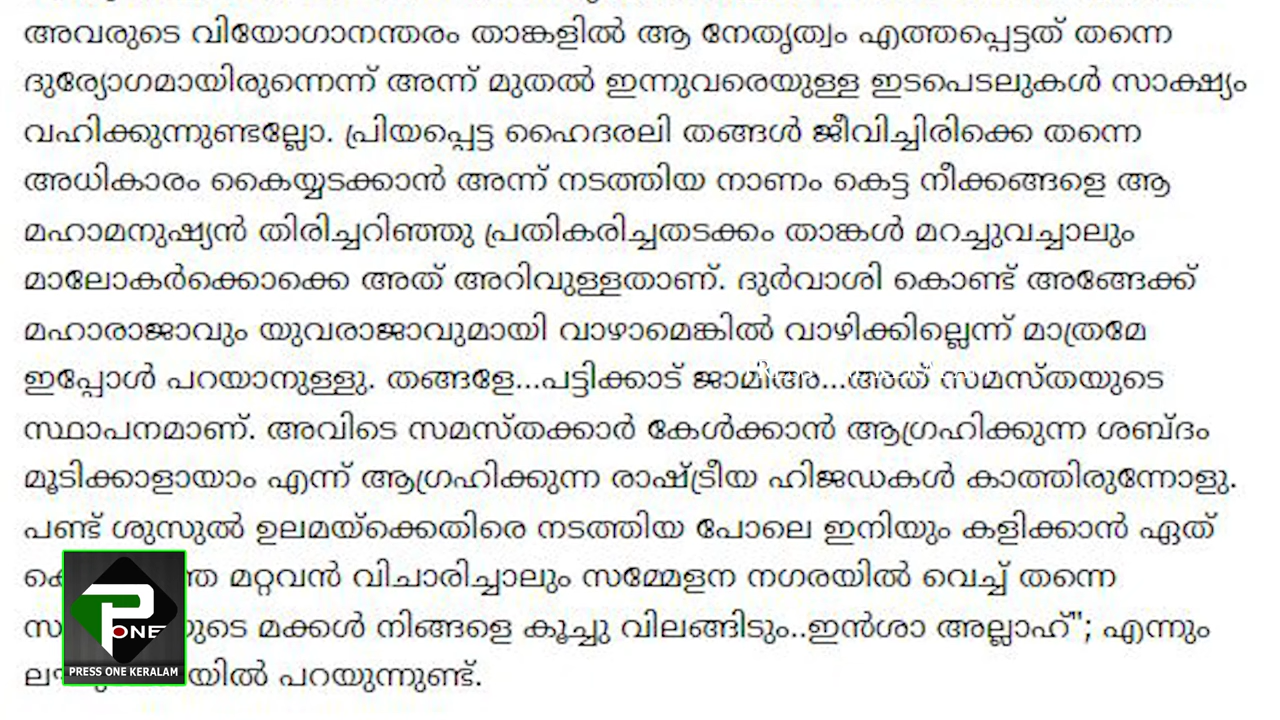 അവരുടെ വിയോഗാനന്തരം താങ്കളിൽ ആ നേതൃത്വം എത്തപ്പെട്ടത് തന്നെ
ദുര്യോഗമായിരുന്നെന്ന് അന്ന് മുതൽ ഇന്നുവരെയുള്ള ഇടപെടലുകൾ സാക്ഷ്യം
വഹിക്കുന്നുണ്ടല്ലോ. പ്രിയപ്പെട്ട ഹൈദരലി തങ്ങൾ ജീവിച്ചിരിക്കെ തന്നെ
അധികാരം കൈയ്യടക്കാൻ അന്ന് നടത്തിയ നാണം കെട്ട നീക്കങ്ങളെ ആ
മഹാമനുഷ്യൻ തിരിച്ചറിഞ്ഞു പ്രതികരിച്ചതടക്കം താങ്കൾ മറച്ചുവച്ചാലും
മാലോകർക്കൊക്കെ അത് അറിവുള്ളതാണ്. ദുർവാശി കൊണ്ട് അങ്ങേക്ക്
മഹാരാജാവും യുവരാജാവുമായി വാഴാമെങ്കിൽ വാഴിക്കില്ലെന്ന് മാത്രമേ
ഇപ്പോൾ പറയാനുള്ളു. തങ്ങളേ...പട്ടിക്കാട് ജാമിഅ...അത് സമസ്തയുടെ
സ്ഥാപനമാണ്. അവിടെ സമസ്തക്കാർ കേൾക്കാൻ ആഗ്രഹിക്കുന്ന ശബ്ദം
മൂടിക്കാളായാം എന്ന് ആഗ്രഹിക്കുന്ന രാഷ്ട്രീയ ഹിജഡകൾ കാത്തിരുന്നോളു.
പണ്ട് ശുസുൽ ഉലമയ്ക്കെതിരെ നടത്തിയ പോലെ ഇനിയും കളിക്കാൻ ഏത്
മറ്റവൻ വിചാരിച്ചാലും സമ്മേളന നഗരയിൽ വെച്ച് തന്നെ
മക്കൾ നിങ്ങളെ കൂച്ചു വിലങ്ങിടും..ഇൻശാ അല്ലാഹ്"; എന്നും
പറയുന്നുണ്ട്.
P ONE
PRESS ONE KERALAM